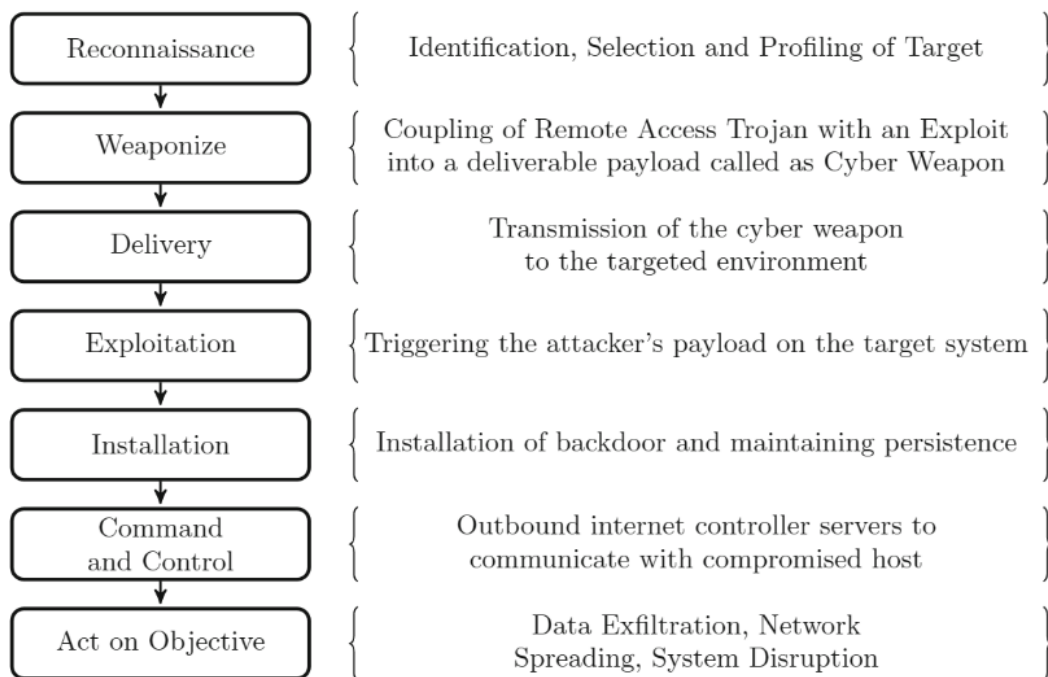 Reconnaissance
Identification, Selection and Profiling of Target
Weaponize
Coupling of Remote Access Trojan with an Exploit
into a deliverable payload called as Cyber Weapon
Delivery
Transmission of the cyber weapon
to the targeted environment
Exploitation
Triggering the attacker's payload on the target system
Installation
Installation of backdoor and maintaining persistence
Command
and Control
Outbound internet controller servers to
communicate with compromised host
Act on Objective
Data Exfiltration, Network
Spreading, System Disruption